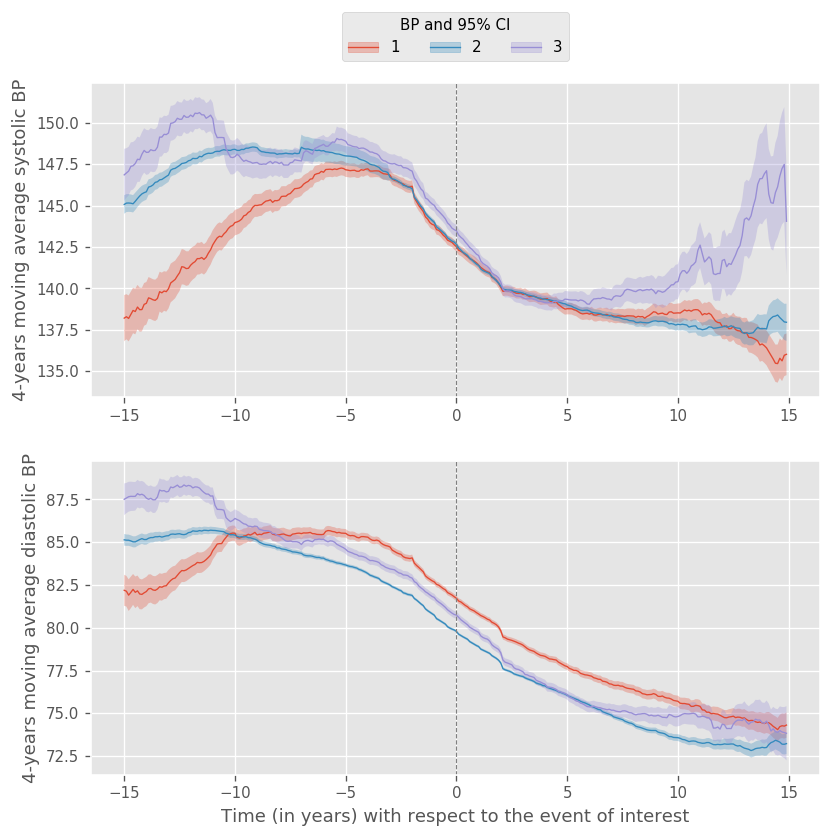 BP and 95% CI
1 2 3
4-years moving average systolic BP
150.0
147.5
145.0
142.5
140.0
137.5
135.0
−15 −10 −5 0 5 10 15
4-years moving average diastolic BP
87.5
85.0
82.5
80.0
77.5
75.0
72.5
−15 −10 −5 0 5 10 15
Time (in years) with respect to the event of interest